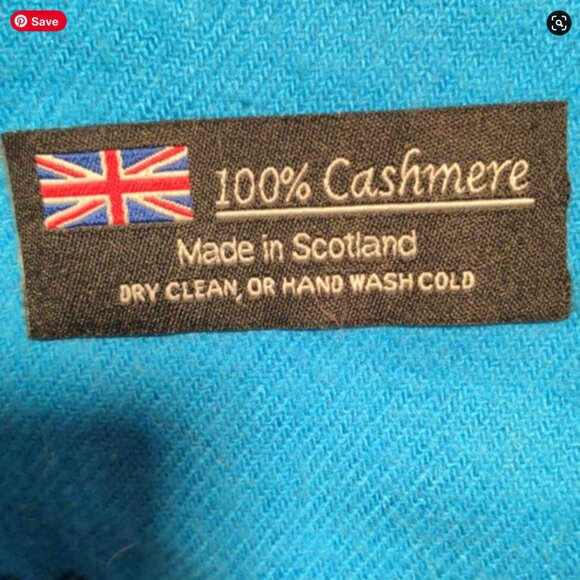 Save
100% Cashmere
Made in Scotland
DRY CLEAN, OR HAND WASH COLD